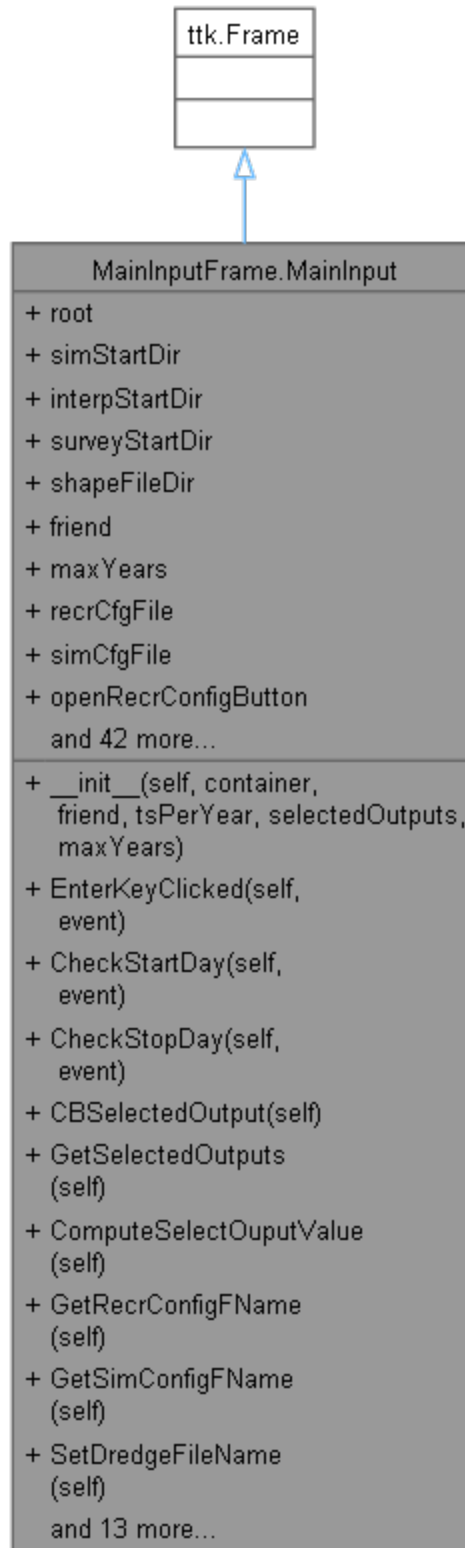 ttk.Frame
MainInputFrame.MainInput
+ root
+ simStartDir
+ interpStartDir
+ surveyStartDir
+ shapeFileDir
+ friend
+ maxYears
+ recrCfgFile
+ simCfgFile
+ openRecrConfigButton
and 42 more...
+ __init__(self, container,
friend, tsPerYear, selectedOutputs,
maxYears)
+ EnterKeyClicked(self,
event)
+ CheckStartDay(self,
event)
+ CheckStopDay(self,
event)
+ CBSelectedOutput(self)
+ GetSelectedOutputs
(self)
+ ComputeSelectOuputValue
(self)
+ GetRecrConfigFName
(self)
+ GetSimConfigFName
(self)
+ SetDredgeFileName
(self)
and 13 more...